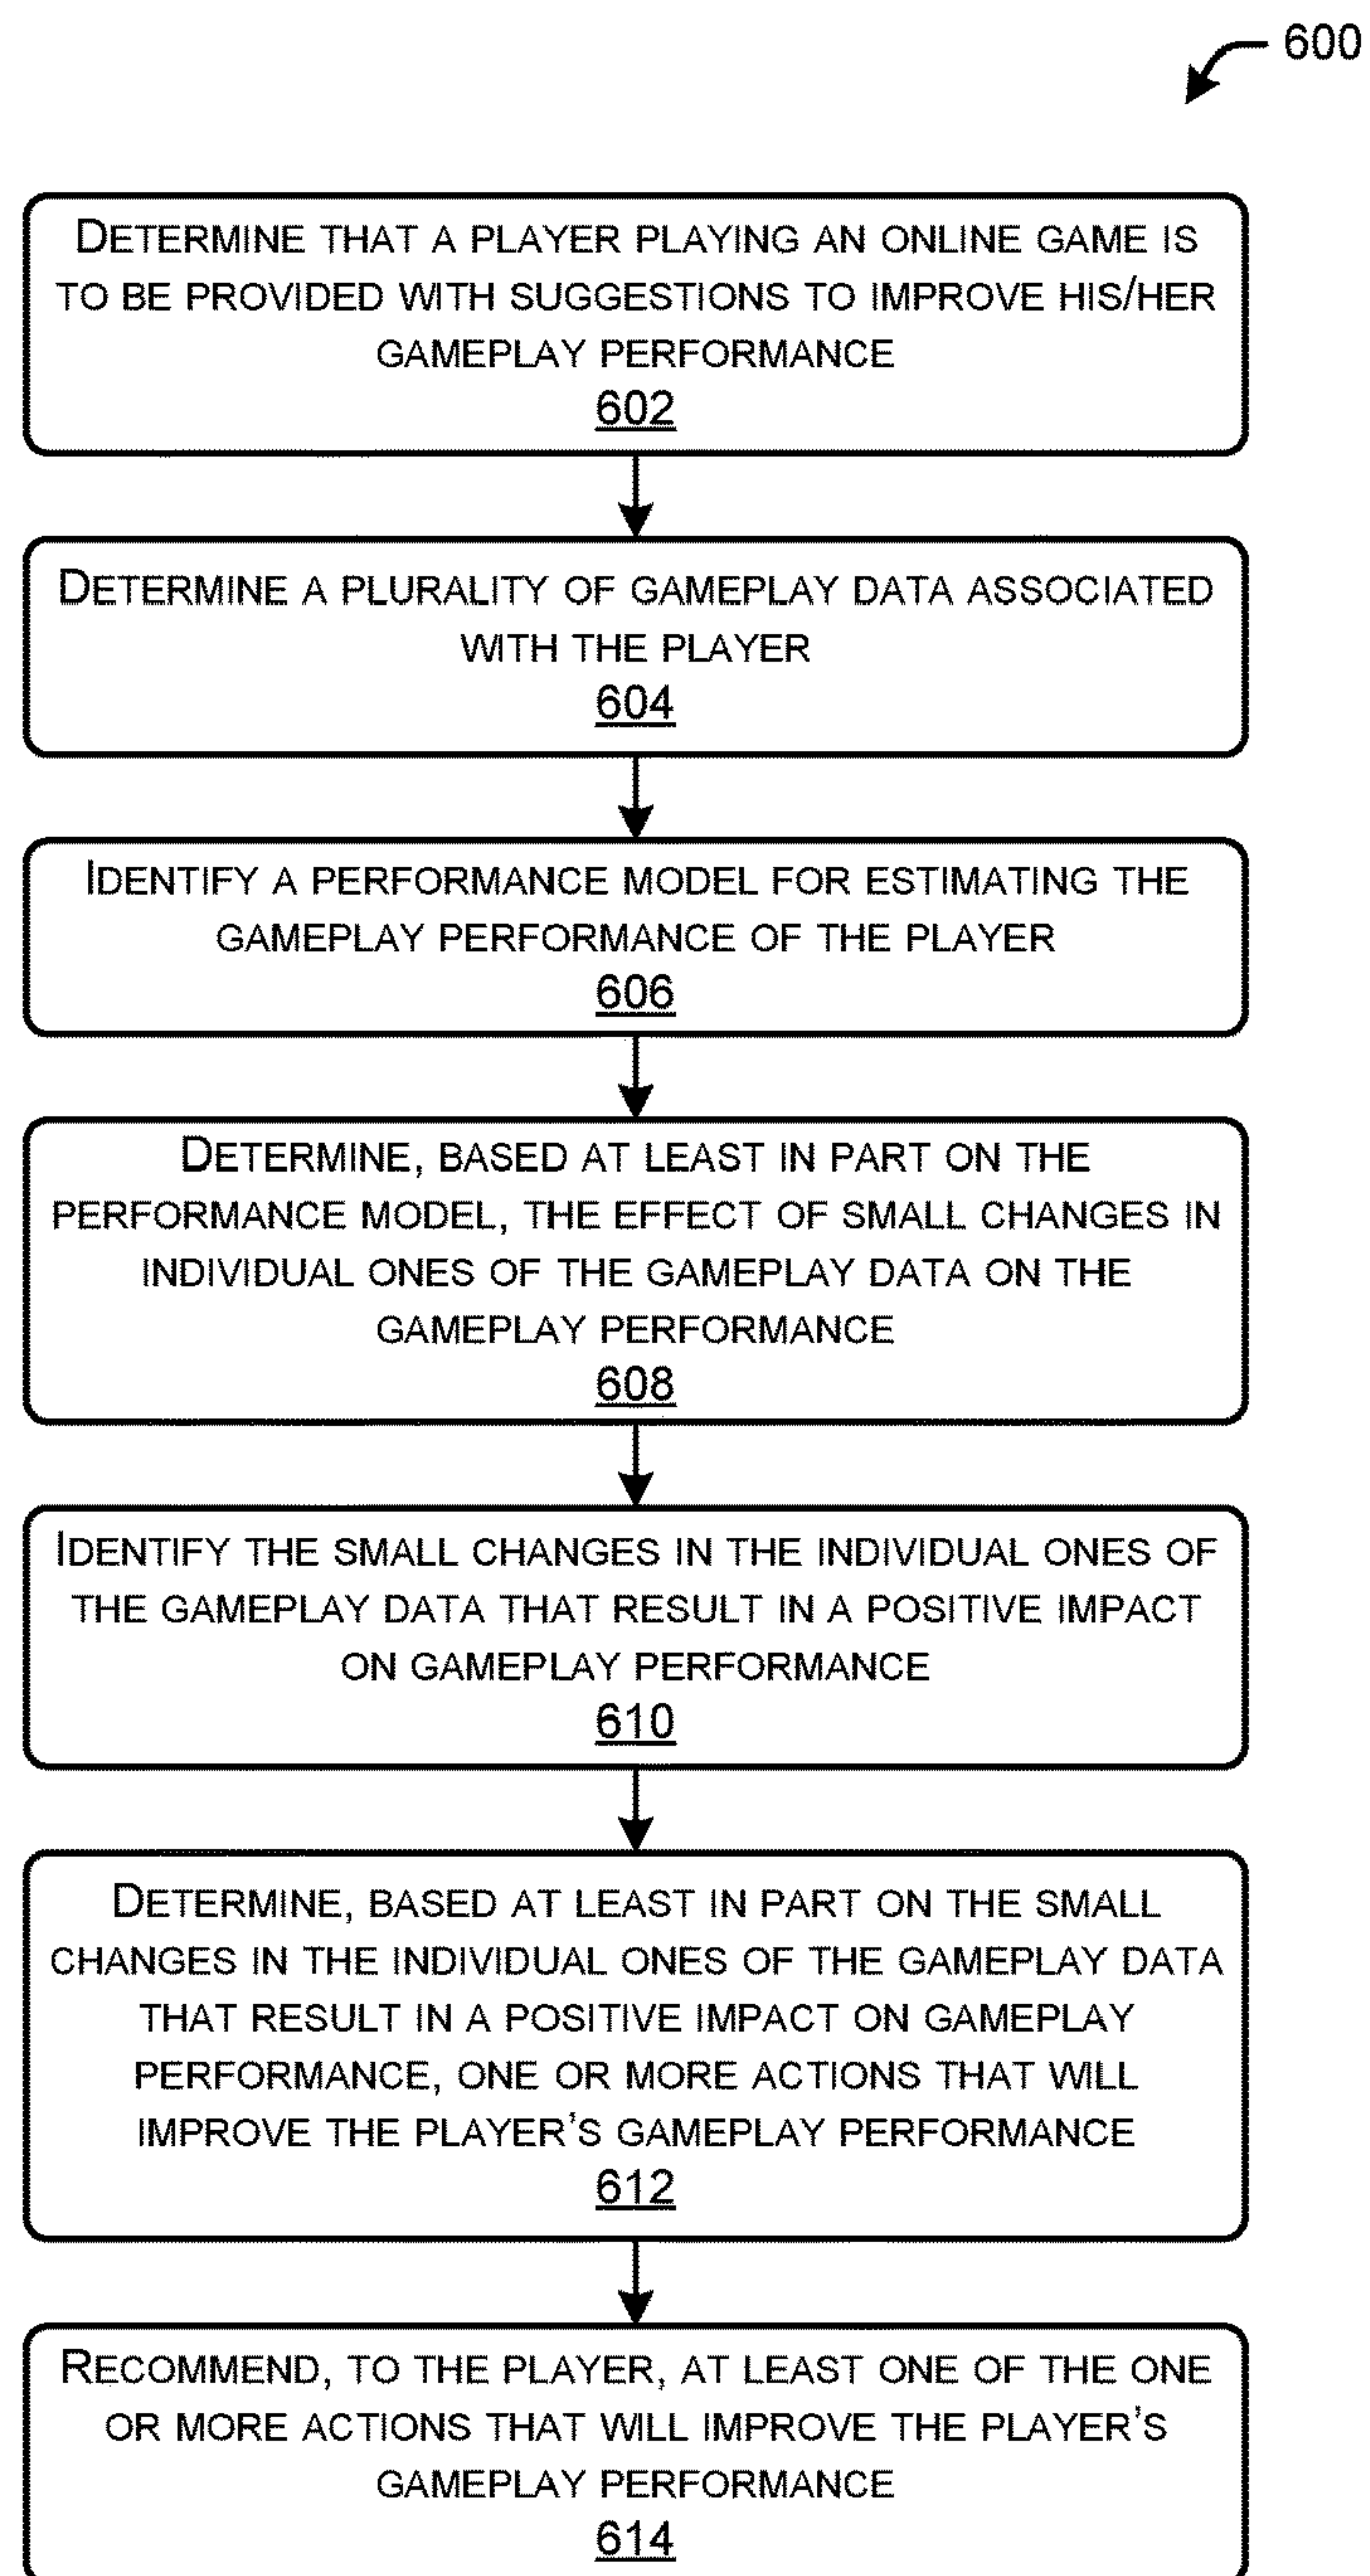 600
DETERMINE THAT A PLAYER PLAYING AN ONLINE GAME IS
TO BE PROVIDED WITH SUGGESTIONS TO IMPROVE HIS/HER
GAMEPLAY PERFORMANCE
602
DETERMINE A PLURALITY OF GAMEPLAY DATA ASSOCIATED
WITH THE PLAYER
604
IDENTIFY A PERFORMANCE MODEL FOR ESTIMATING THE
GAMEPLAY PERFORMANCE OF THE PLAYER
606
DETERMINE, BASED AT LEAST IN PART ON THE
PERFORMANCE MODEL, THE EFFECT OF SMALL CHANGES IN
INDIVIDUAL ONES OF THE GAMEPLAY DATA ON THE
GAMEPLAY PERFORMANCE
608
IDENTIFY THE SMALL CHANGES IN THE INDIVIDUAL ONES OF
THE GAMEPLAY DATA THAT RESULT IN A POSITIVE IMPACT
ON GAMEPLAY PERFORMANCE
610
DETERMINE, BASED AT LEAST IN PART ON THE SMALL
CHANGES IN THE INDIVIDUAL ONES OF THE GAMEPLAY DATA
THAT RESULT IN A POSITIVE IMPACT ON GAMEPLAY
PERFORMANCE, ONE OR MORE ACTIONS THAT WILL
IMPROVE THE PLAYER'S GAMEPLAY PERFORMANCE
612
RECOMMEND, TO THE PLAYER, AT LEAST ONE OF THE ONE
OR MORE ACTIONS THAT WILL IMPROVE THE PLAYER'S
GAMEPLAY PERFORMANCE
614